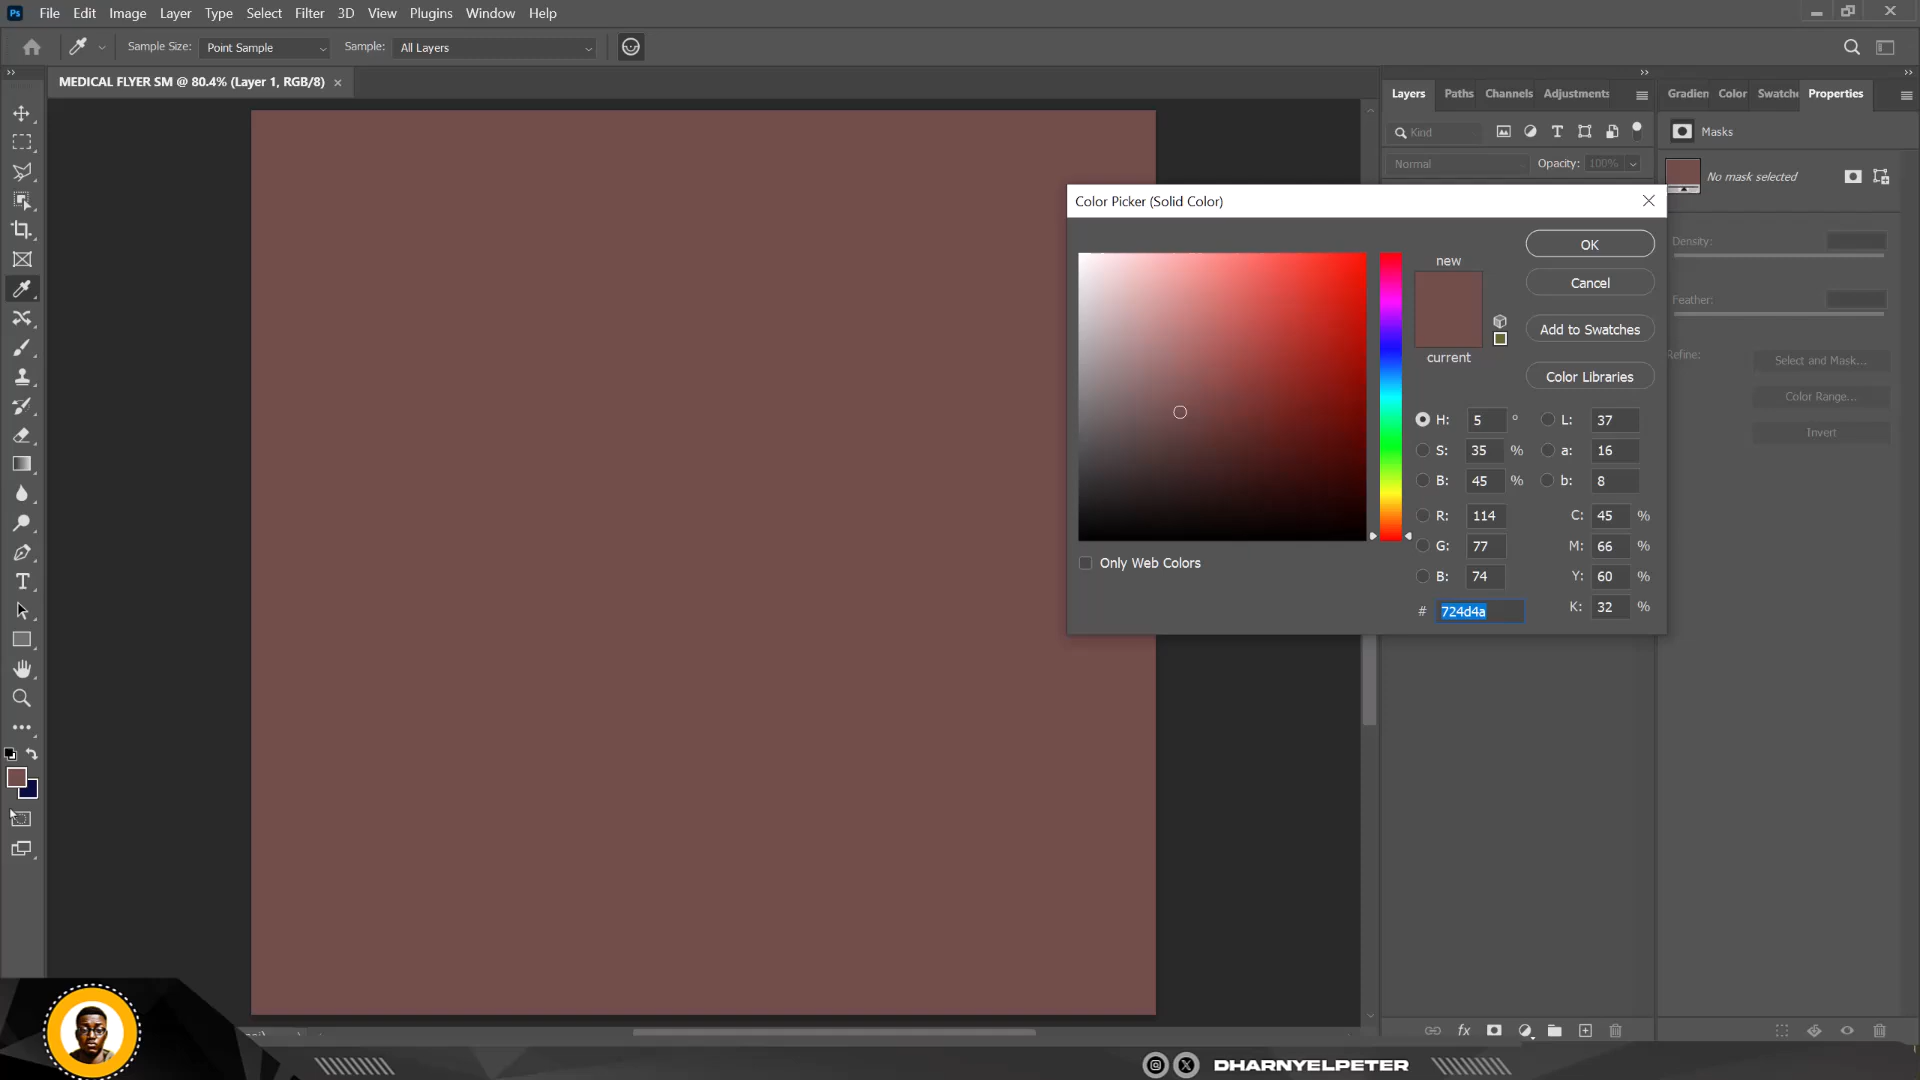 Ps File Edit Image Layer Type Select Filter 3D View Plugins Window Help
Sample Size: Point Sample Sample: All Layers
MEDICAL FLYER SM @ 80.4% (Layer 1, RGB/8) ×
Layers Paths Channels Adjustments
Gradien Color Swatche Properties
Kind
Masks
Normal Opacity: 100%
No mask selected
Color Picker (Solid Color)
new
current
OK
Cancel
Add to Swatches
Color Libraries
H: 5 ° L: 37
S: 35 % a: 16
B: 45 % b: 8
R: 114 C: 45 %
G: 77 M: 66 %
B: 74 Y: 60 %
# 724d4a K: 32 %
Only Web Colors
Density:
Feather:
Refine: Select and Mask...
Color Range...
Invert
fx
DHARNYELPETER